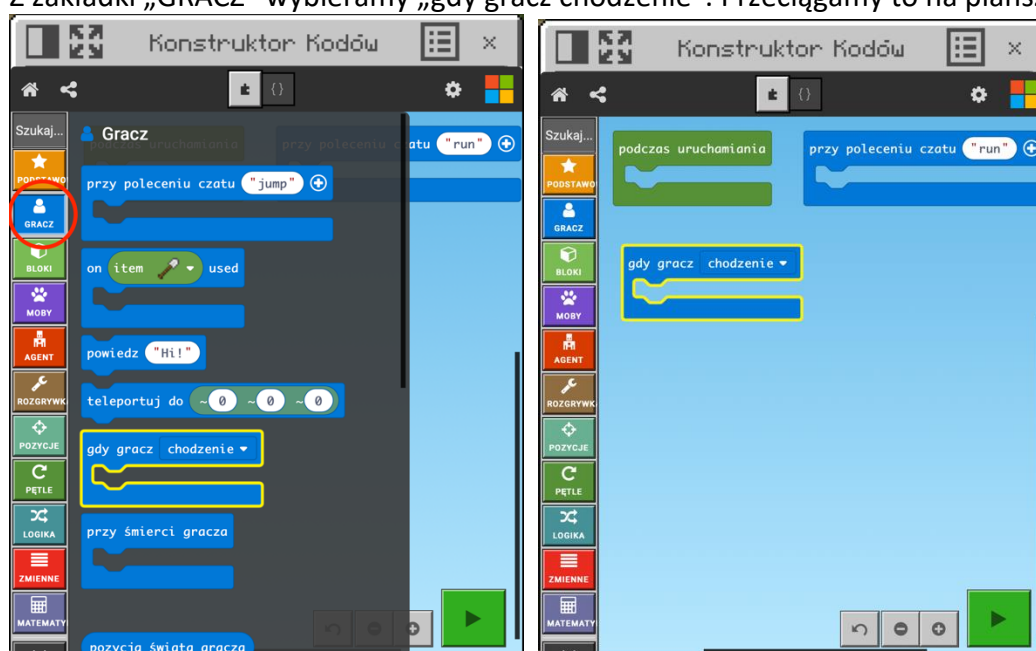 Z zakładki „GRACZ” wybieramy „gdy gracz chodzenie”. Przeciągamy to na
Konstruktor Kodów
Szukaj...
PODSTAWO
GRACZ
BLOKI
MOBY
AGENT
ROZGRYWK
POZYCJE
PĘTLE
LOGIKA
ZMIENNE
MATEMATY
Gracz
podczas uruchamiania
przy poleceniu czatu "run"
przy poleceniu czatu "jump"
on item used
powiedz "Hi!"
teleportuj do ~0 ~0 ~0
gdy gracz chodzenie
przy śmierci gracza
pozycja świata gracza
Konstruktor Kodów
Szukaj...
PODSTAWO
GRACZ
BLOKI
MOBY
AGENT
ROZGRYWK
POZYCJE
PĘTLE
LOGIKA
ZMIENNE
MATEMATY
podczas uruchamiania
przy poleceniu czatu "run"
gdy gracz chodzenie